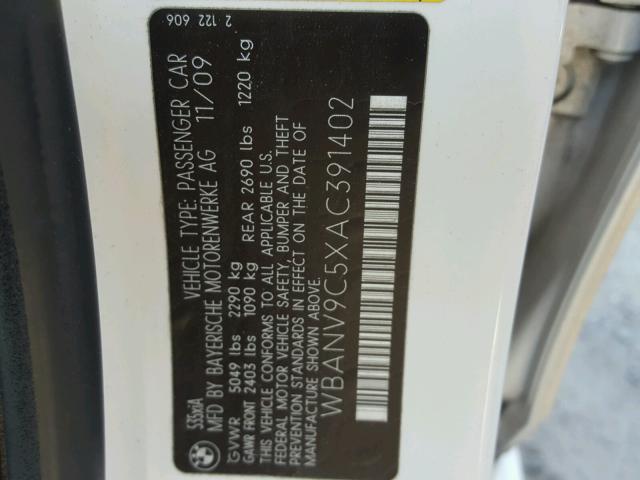 535xiA
VEHICLE TYPE: PASSENGER CAR
MFD BY BAYERISCHE MOTORENWERKE AG 11/09
GVWR 5049 lbs 2290 kg
GAWR FRONT 2403 lbs 1090 kg REAR 2690 lbs 1220 kg
THIS VEHICLE CONFORMS TO ALL APPLICABLE U.S.
FEDERAL MOTOR VEHICLE SAFETY, BUMPER AND THEFT
PREVENTION STANDARDS IN EFFECT ON THE DATE OF
MANUFACTURE SHOWN ABOVE.
WBANV9C5XAC391402
2 122 606